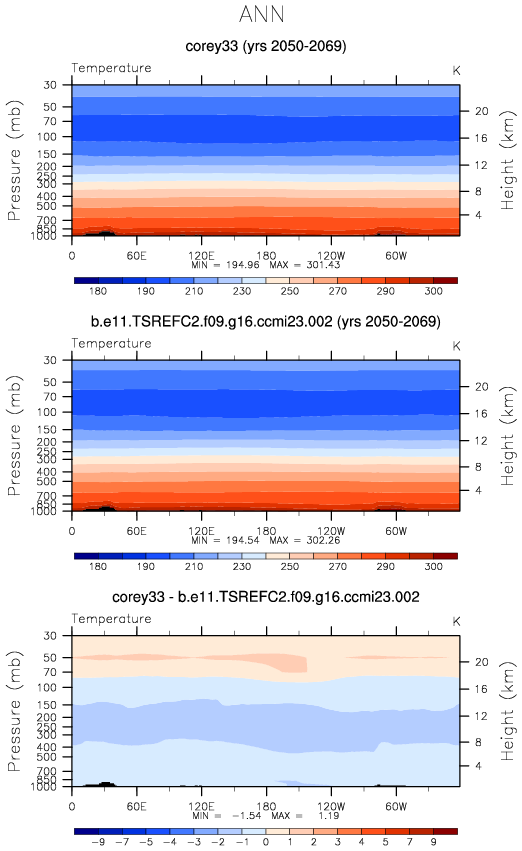 ANN
corey33 (yrs 2050-2069)
Temperature K
Pressure (mb)
30
50
70
100
150
200
250
300
400
500
700
850
1000
20
16
12
8
4
Height (km)
0 60E 120E 180 120W 60W
MIN = 194.96 MAX = 301.43
180 190 210 230 250 270 290 300
b.e11.TSREFC2.f09.g16.ccmi23.002 (yrs 2050-2069)
Temperature K
Pressure (mb)
30
50
70
100
150
200
250
300
400
500
700
850
1000
20
16
12
8
4
Height (km)
0 60E 120E 180 120W 60W
MIN = 194.54 MAX = 302.26
180 190 210 230 250 270 290 300
corey33 - b.e11.TSREFC2.f09.g16.ccmi23.002
Temperature K
Pressure (mb)
30
50
70
100
150
200
250
300
400
500
700
850
1000
20
16
12
8
4
Height (km)
0 60E 120E 180 120W 60W
MIN = -1.54 MAX = 1.19
-9 -7 -5 -4 -3 -2 -1 0 1 2 3 4 5 7 9